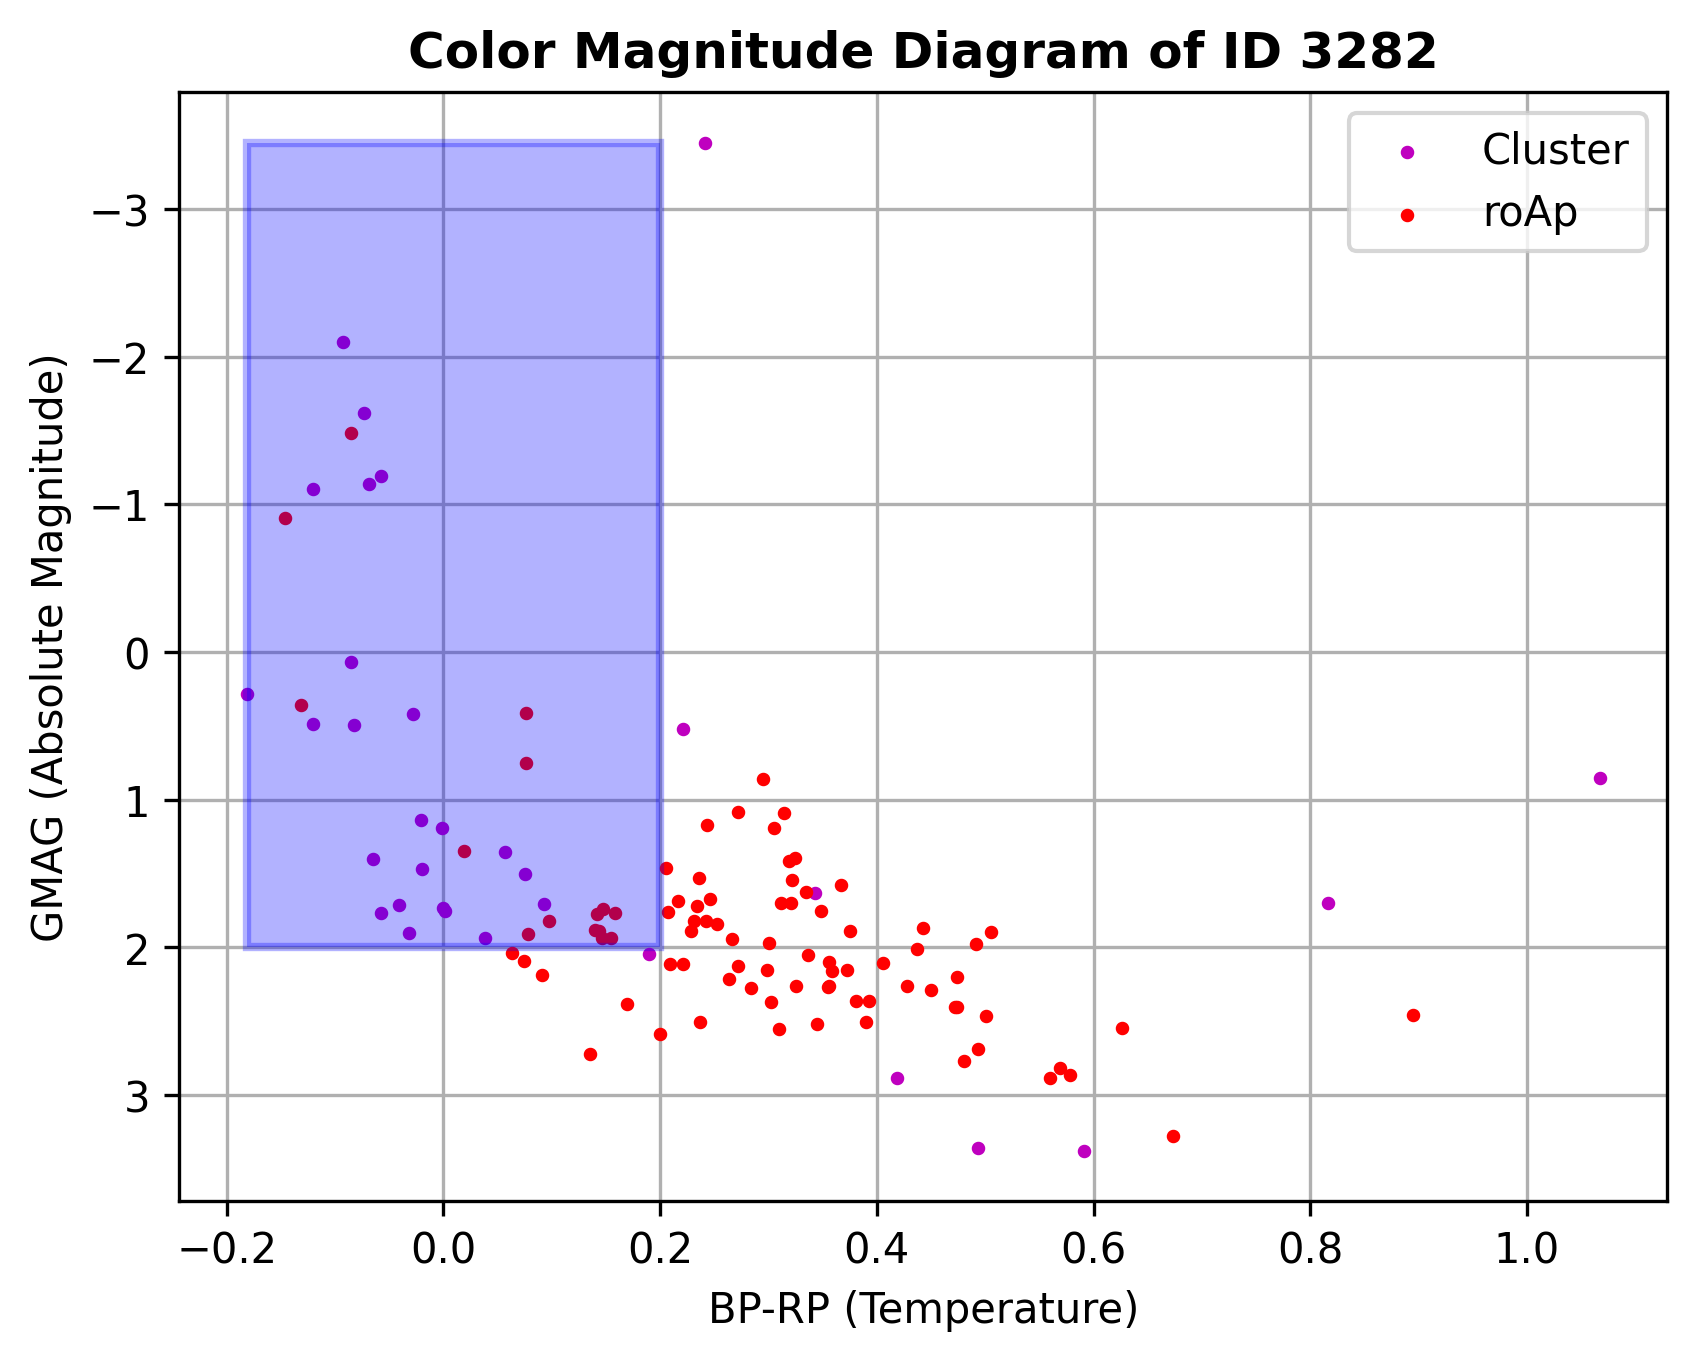 Color Magnitude Diagram of ID 3282
Cluster
roAp
−3
−2
−1
0
1
2
3
GMAG (Absolute Magnitude)
−0.2 0.0 0.2 0.4 0.6 0.8 1.0
BP-RP (Temperature)